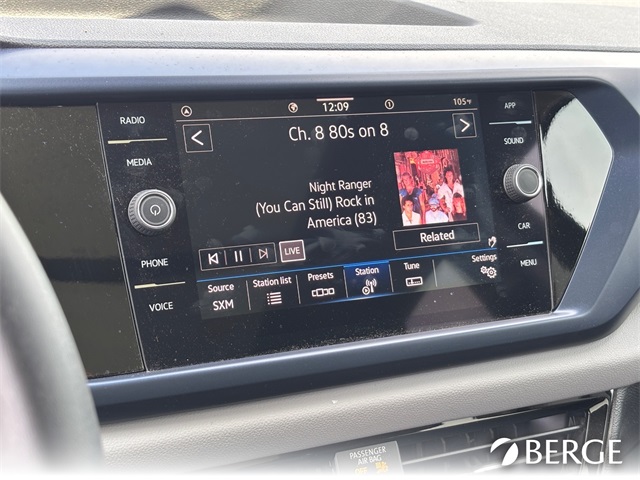 RADIO
MEDIA
PHONE
VOICE
12:09
105°F
Ch. 8 80s on 8
Night Ranger
(You Can Still) Rock in
America (83)
LIVE
Related
Source
SXM
Station list
Presets
Station
Tune
Settings
APP
SOUND
CAR
MENU
PASSENGER
AIR BAG
BERGE